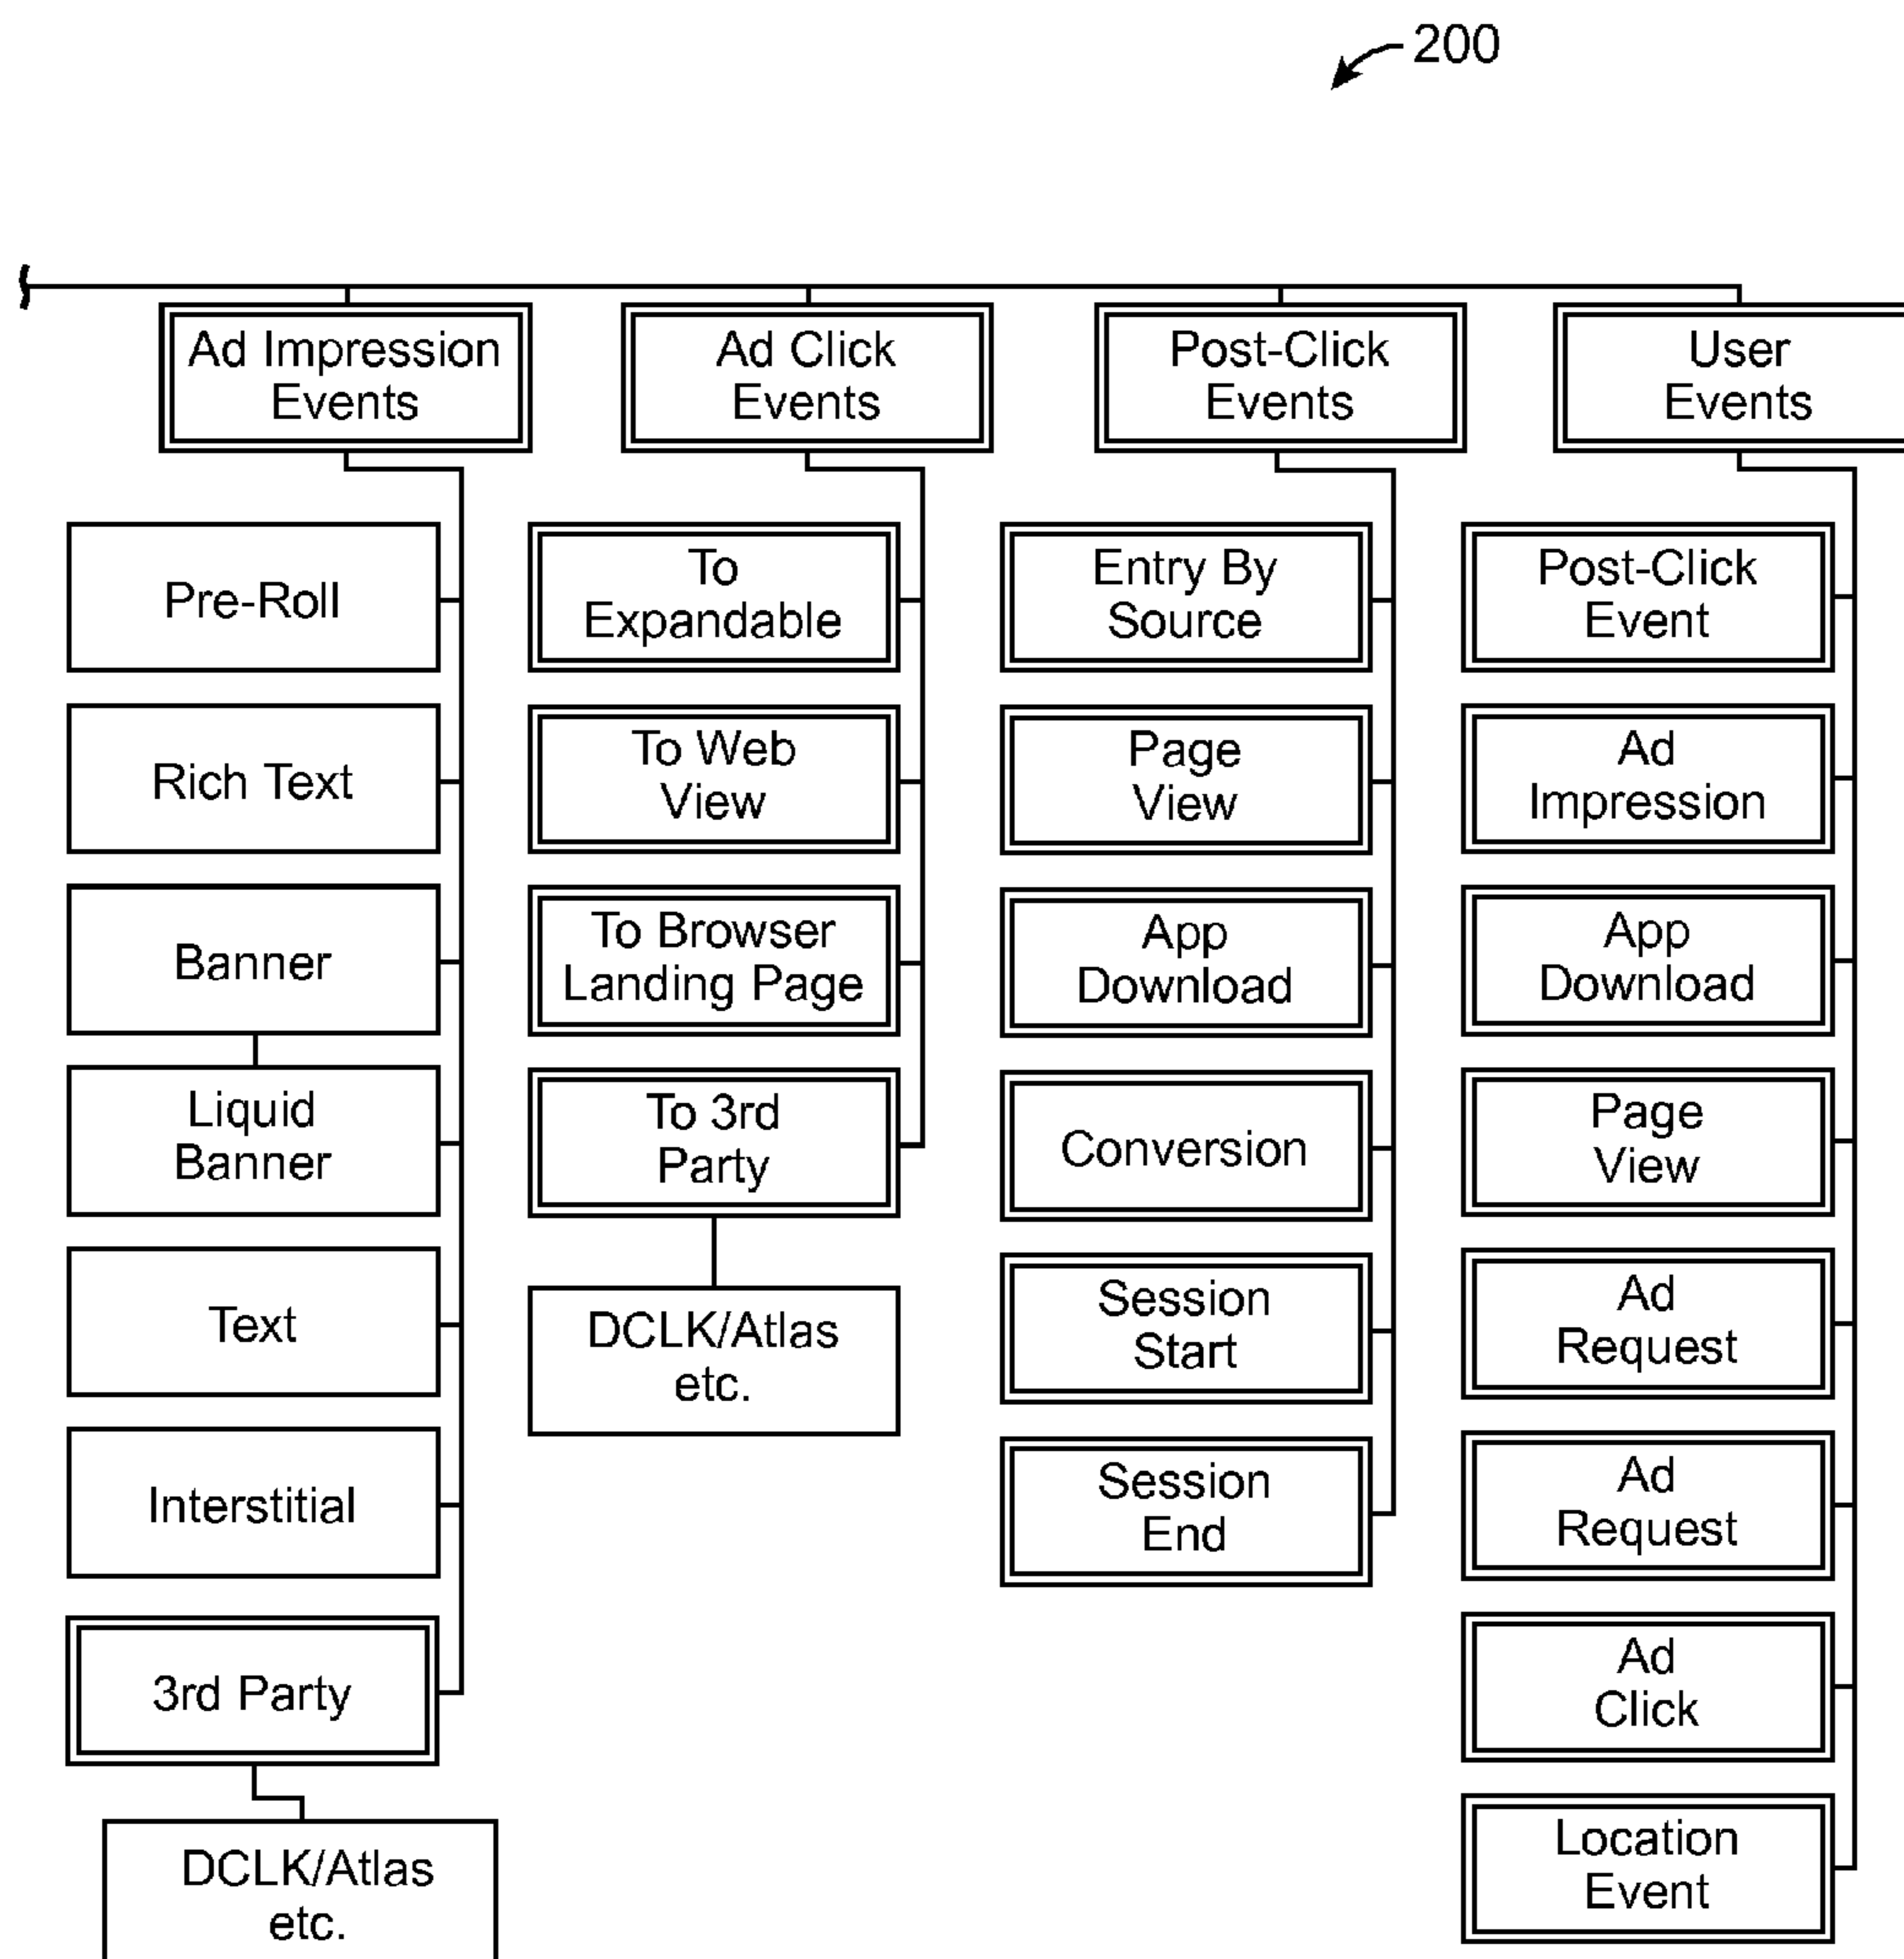 200
Ad Impression
Events
Pre-Roll
Rich Text
Banner
Liquid
Banner
Text
Interstitial
3rd Party
DCLK/Atlas
etc.
Ad Click
Events
To
Expandable
To Web
View
To Browser
Landing Page
To 3rd
Party
DCLK/Atlas
etc.
Post-Click
Events
Entry By
Source
Page
View
App
Download
Conversion
Session
Start
Session
End
User
Events
Post-Click
Event
Ad
Impression
App
Download
Page
View
Ad
Request
Ad
Request
Ad
Click
Location
Event